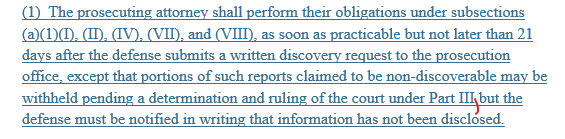 (1) The prosecuting attorney shall perform their obligations under subsections
(a)(1)(I), (II), (IV), (VII), and (VIII), as soon as practicable but not later than 21
days after the defense submits a written discovery request to the prosecution
office, except that portions of such reports claimed to be non-discoverable may be
withheld pending a determination and ruling of the court under Part III, but the
defense must be notified in writing that information has not been disclosed.